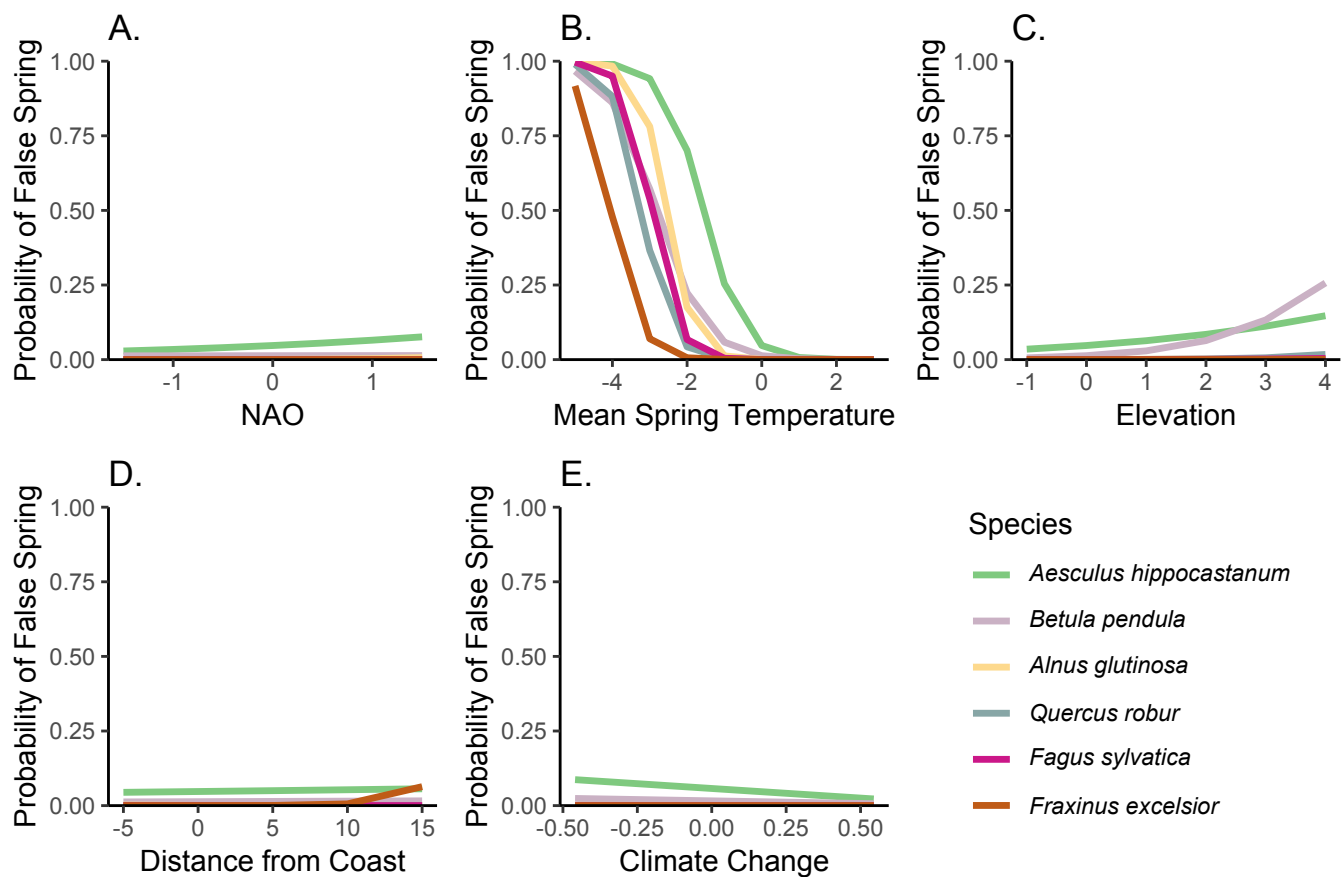 A.
Probability of False Spring
1.00
0.75
0.50
0.25
0.00
-1 0 1
NAO
B.
Probability of False Spring
1.00
0.75
0.50
0.25
0.00
-4 -2 0 2
Mean Spring Temperature
C.
Probability of False Spring
1.00
0.75
0.50
0.25
0.00
-1 0 1 2 3 4
Elevation
D.
Probability of False Spring
1.00
0.75
0.50
0.25
0.00
-5 0 5 10 15
Distance from Coast
E.
Probability of False Spring
1.00
0.75
0.50
0.25
0.00
-0.50 -0.25 0.00 0.25 0.50
Climate Change
Species
Aesculus hippocastanum
Betula pendula
Alnus glutinosa
Quercus robur
Fagus sylvatica
Fraxinus excelsior